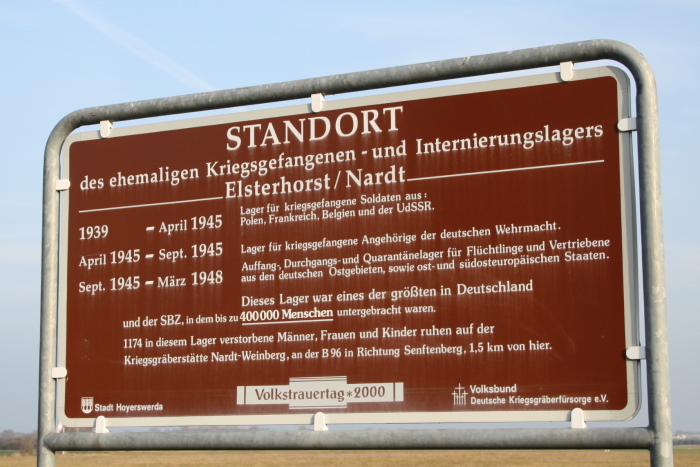 STANDORT
des ehemaligen Kriegsgefangenen - und Internierungslagers
Elsterhorst/Nardt
1939 - April 1945 Lager für kriegsgefangene Soldaten aus:
Polen, Frankreich, Belgien und der UdSSR.
April 1945 - Sept. 1945 Lager für kriegsgefangene Angehörige der deutschen Wehrmacht.
Sept. 1945 - März 1948 Auffang-, Durchgangs- und Quarantänelager für Flüchtlinge und Vertriebene
aus den deutschen Ostgebieten, sowie ost- und südosteuropäischen Staaten.
Dieses Lager war eines der größten in Deutschland
und der SBZ, in dem bis zu 400000 Menschen untergebracht waren.
1174 in diesem Lager verstorbene Männer, Frauen und Kinder ruhen auf der
Kriegsgräberstätte Nardt-Weinberg, an der B 96 in Richtung Senftenberg, 1,5 km von hier.
Stadt Hoyerswerda
Volkstrauertag*2000
Volksbund
Deutsche Kriegsgräberfürsorge e.V.